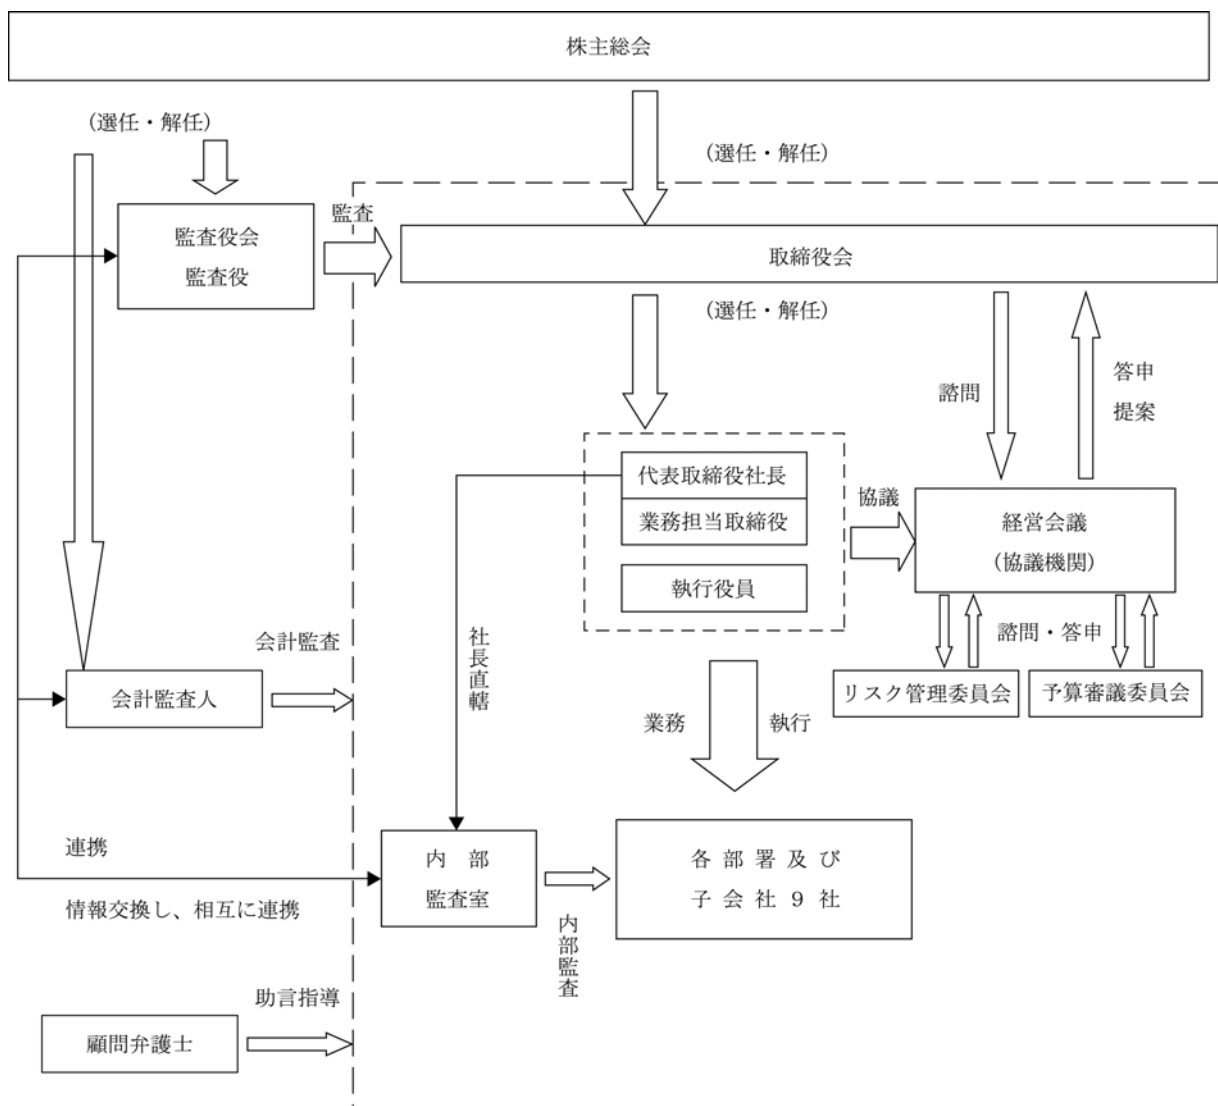 株主総会
(選任・解任)
(選任・解任)
監査役会
監査役
監査
取締役会
(選任・解任)
諮問
答申
提案
代表取締役社長
業務担当取締役
執行役員
協議
経営会議
(協議機関)
諮問・答申
リスク管理委員会
予算審議委員会
会計監査
会計監査人
社長直轄
業務
執行
連携
情報交換し、相互に連携
内 部
監査室
内部監査
各 部 署 及 び
子 会 社 9 社
助言指導
顧問弁護士